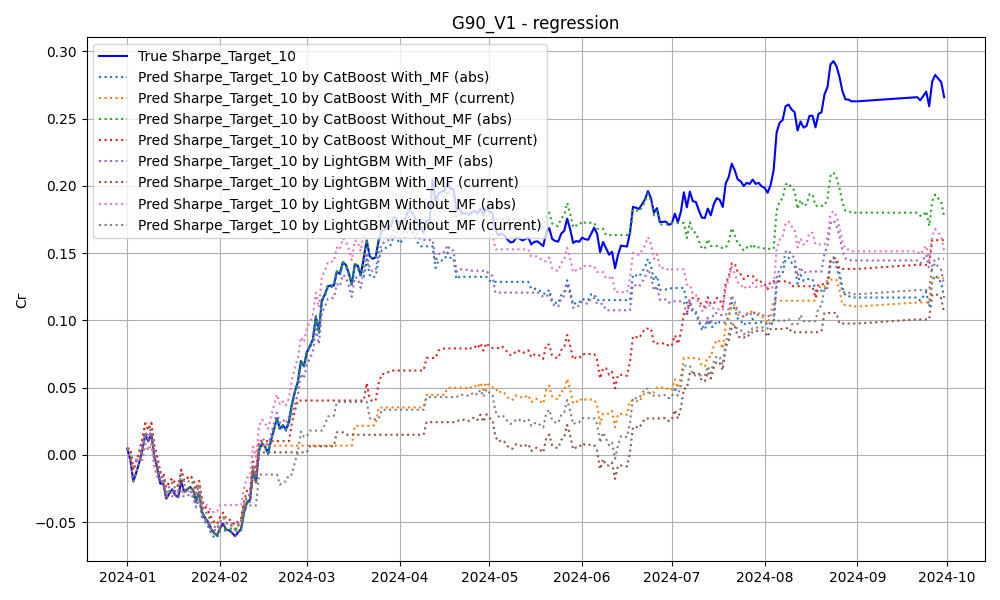 G90_V1 - regression
0.30
0.25
0.20
0.15
0.10
0.05
0.00
−0.05
Cr
True Sharpe_Target_10
Pred Sharpe_Target_10 by CatBoost With_MF (abs)
Pred Sharpe_Target_10 by CatBoost With_MF (current)
Pred Sharpe_Target_10 by CatBoost Without_MF (abs)
Pred Sharpe_Target_10 by CatBoost Without_MF (current)
Pred Sharpe_Target_10 by LightGBM With_MF (abs)
Pred Sharpe_Target_10 by LightGBM With_MF (current)
Pred Sharpe_Target_10 by LightGBM Without_MF (abs)
Pred Sharpe_Target_10 by LightGBM Without_MF (current)
2024-01 2024-02 2024-03 2024-04 2024-05 2024-06 2024-07 2024-08 2024-09 2024-10